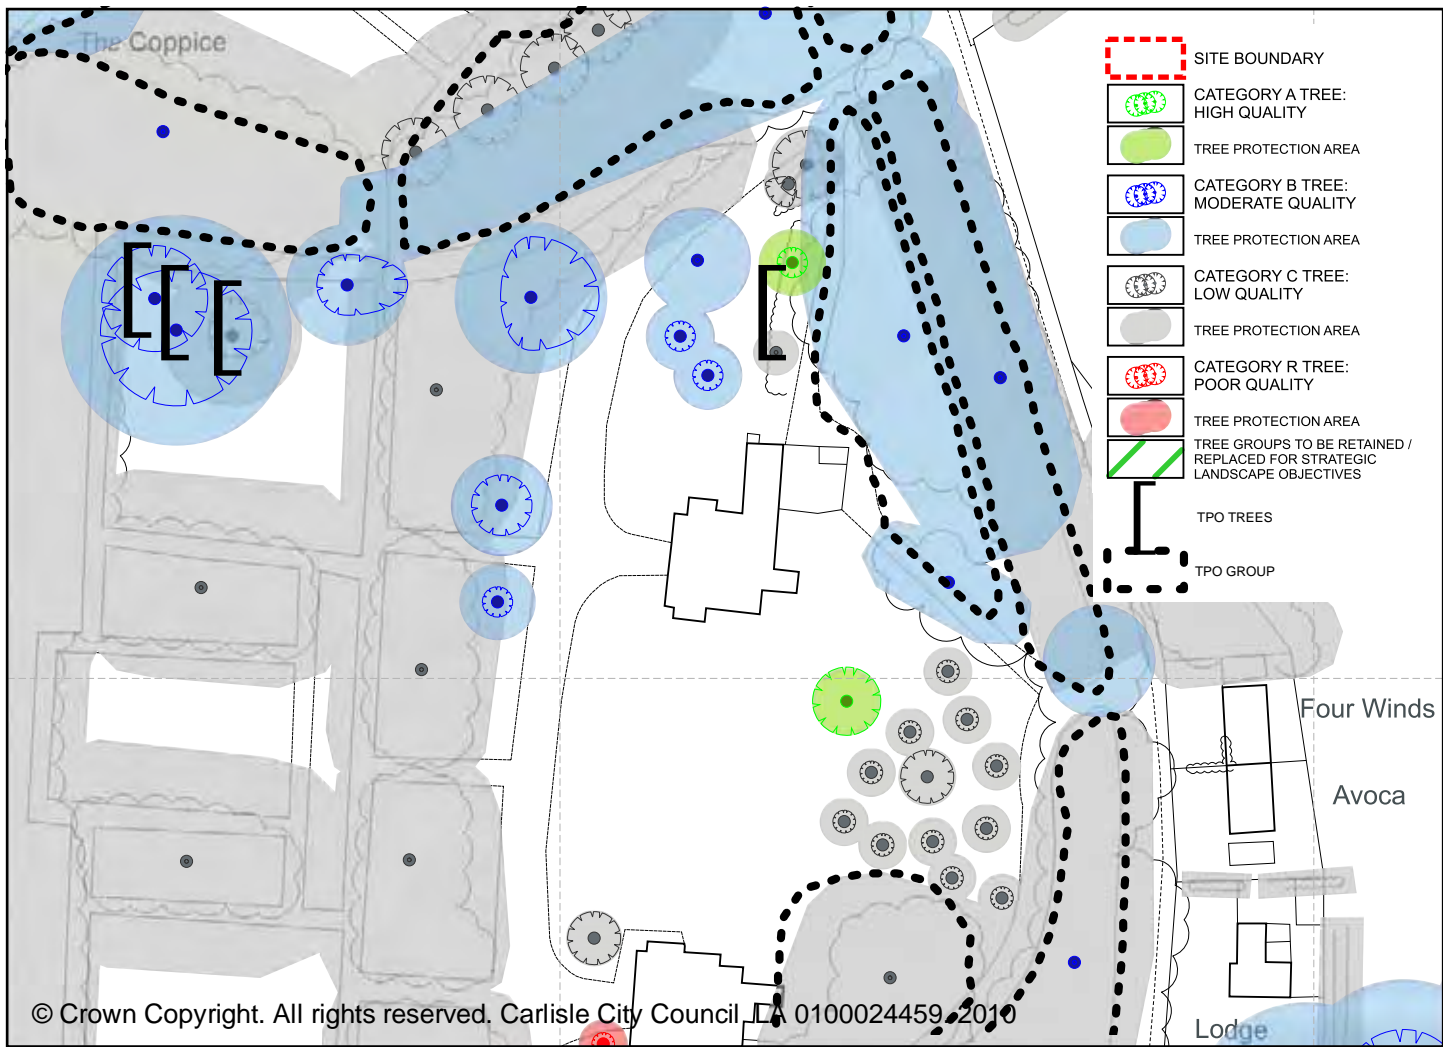 The Coppice
SITE BOUNDARY
CATEGORY A TREE:
HIGH QUALITY
TREE PROTECTION AREA
CATEGORY B TREE:
MODERATE QUALITY
TREE PROTECTION AREA
CATEGORY C TREE:
LOW QUALITY
TREE PROTECTION AREA
CATEGORY R TREE:
POOR QUALITY
TREE PROTECTION AREA
TREE GROUPS TO BE RETAINED /
REPLACED FOR STRATEGIC
LANDSCAPE OBJECTIVES
TPO TREES
TPO GROUP
Four Winds
Avoca
Lodge
© Crown Copyright. All rights reserved. Carlisle City Council, LA 0100024459, 2010